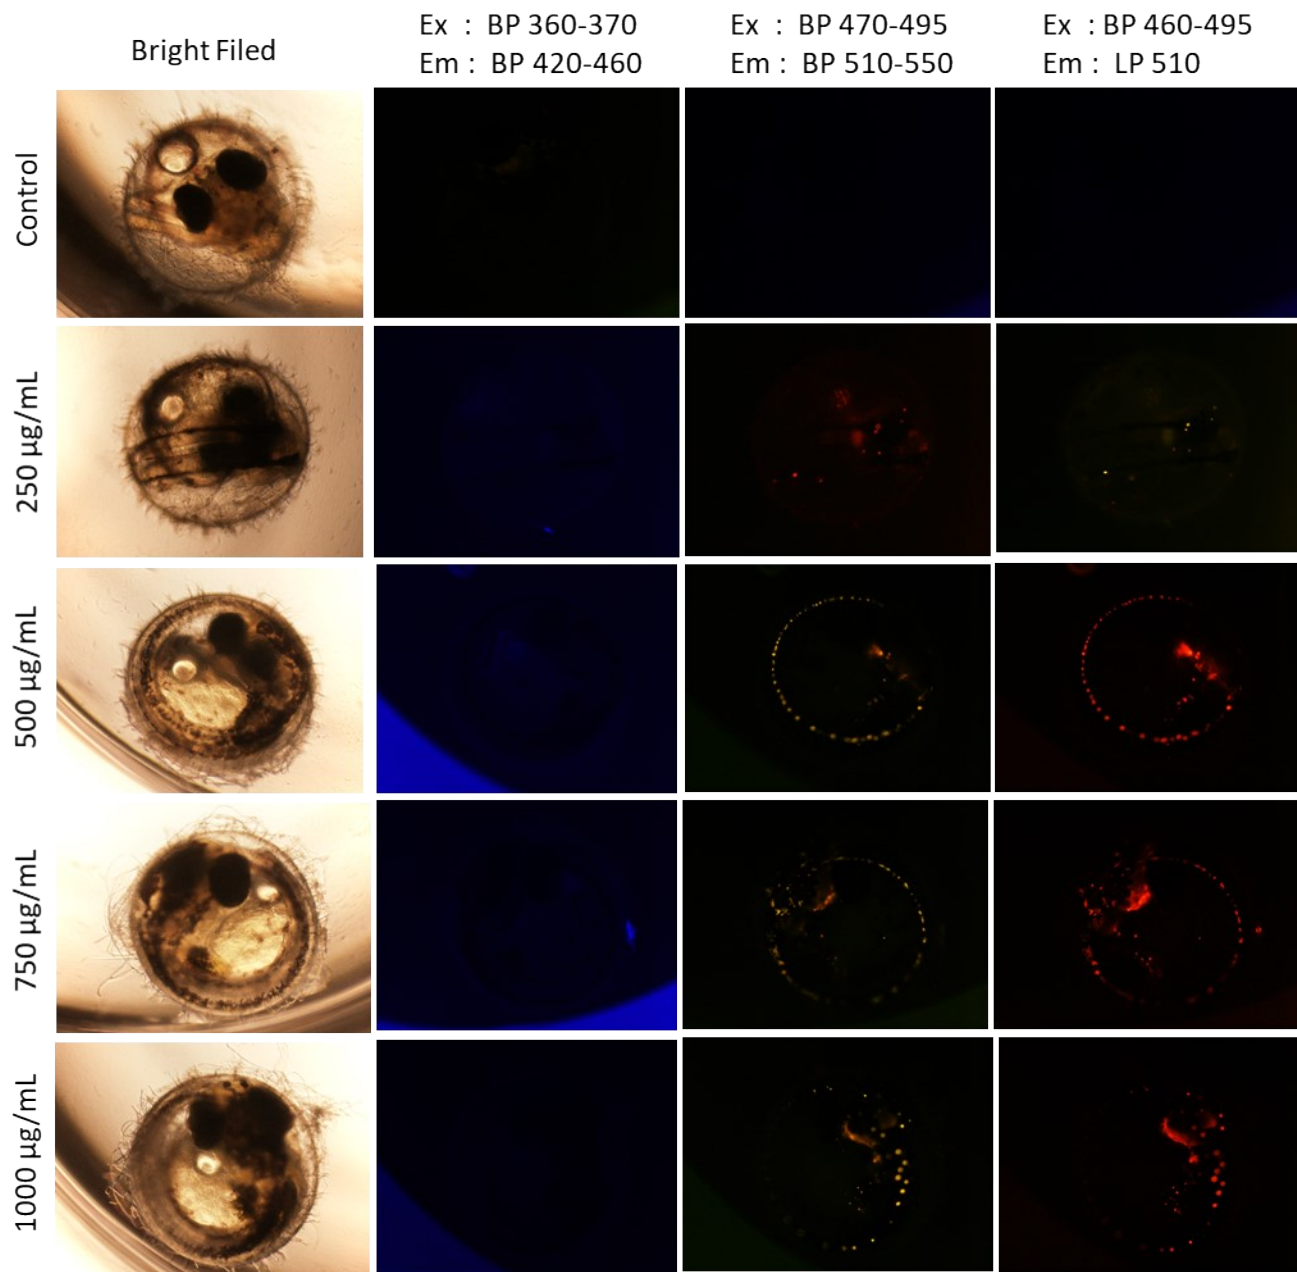 Bright Filed
Ex : BP 360-370
Em : BP 420-460
Ex : BP 470-495
Em : BP 510-550
Ex : BP 460-495
Em : LP 510
Control
250 µg/mL
500 µg/mL
750 µg/mL
1000 µg/mL